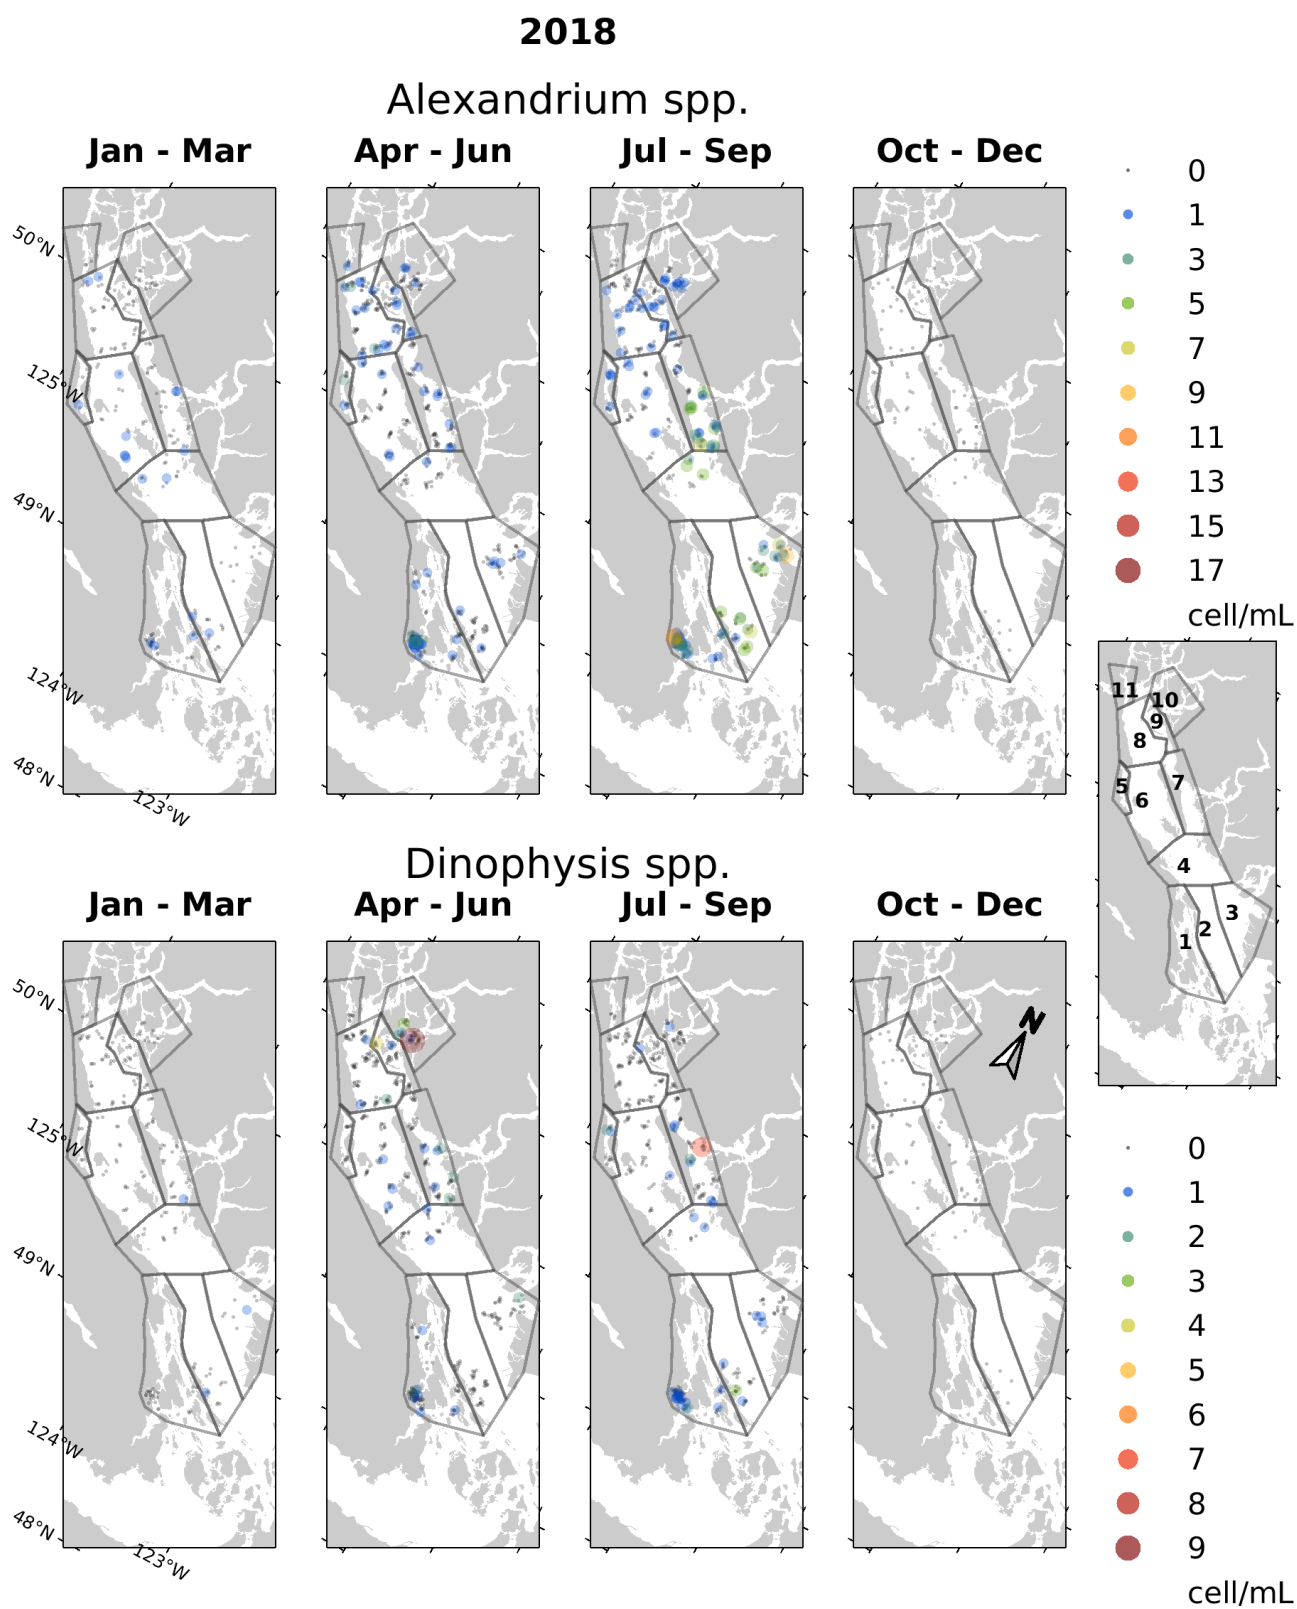 2018
Alexandrium spp.
Jan - Mar
Apr - Jun
Jul - Sep
Oct - Dec
50°N
125°W
49°N
124°W
48°N
123°W
0
1
3
5
7
9
11
13
15
17
cell/mL
11
10
9
8
7
5
6
4
3
2
1
Dinophysis spp.
Jan - Mar
Apr - Jun
Jul - Sep
Oct - Dec
N
50°N
125°W
49°N
124°W
48°N
123°W
0
1
2
3
4
5
6
7
8
9
cell/mL